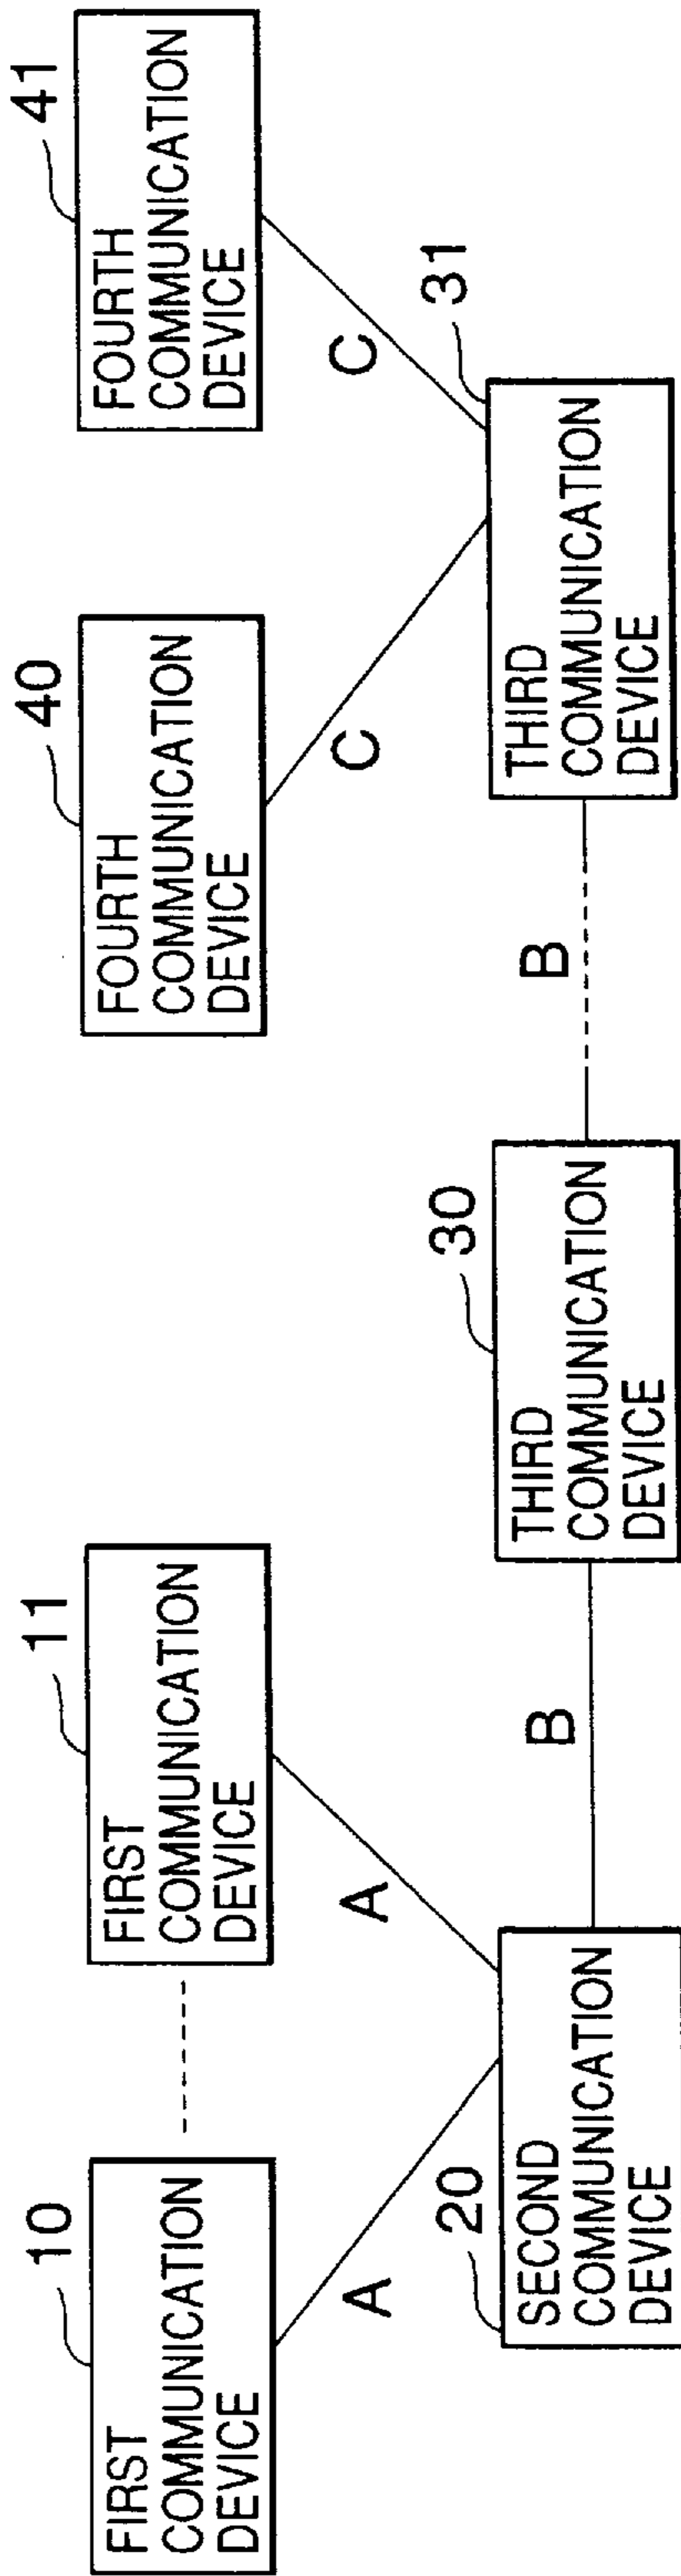 10
FIRST
COMMUNICATION
DEVICE
11
FIRST
COMMUNICATION
DEVICE
40
FOURTH
COMMUNICATION
DEVICE
41
FOURTH
COMMUNICATION
DEVICE
A
A
C
C
20
SECOND
COMMUNICATION
DEVICE
B
30
THIRD
COMMUNICATION
DEVICE
B
31
THIRD
COMMUNICATION
DEVICE